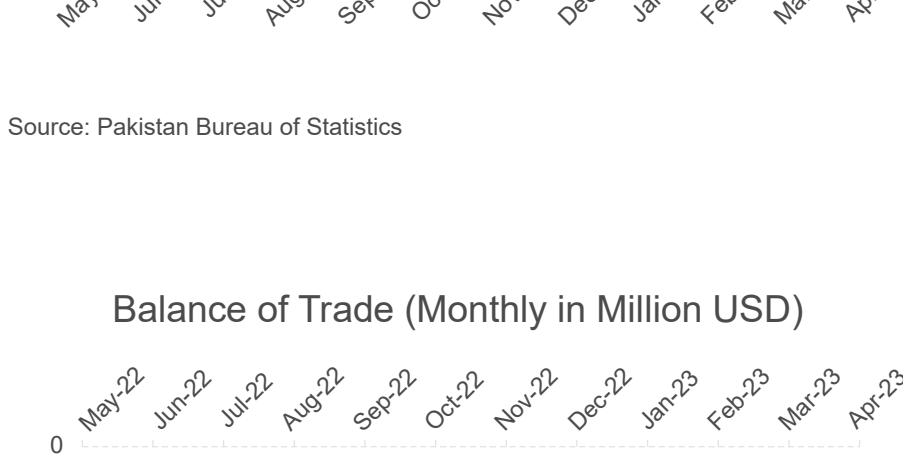 Source: Pakistan Bureau of Statistics
Balance of Trade (Monthly in Million USD)
May-22 Jun-22 Jul-22 Aug-22 Sep-22 Oct-22 Nov-22 Dec-22 Jan-23 Feb-23 Mar-23 Apr-23
0